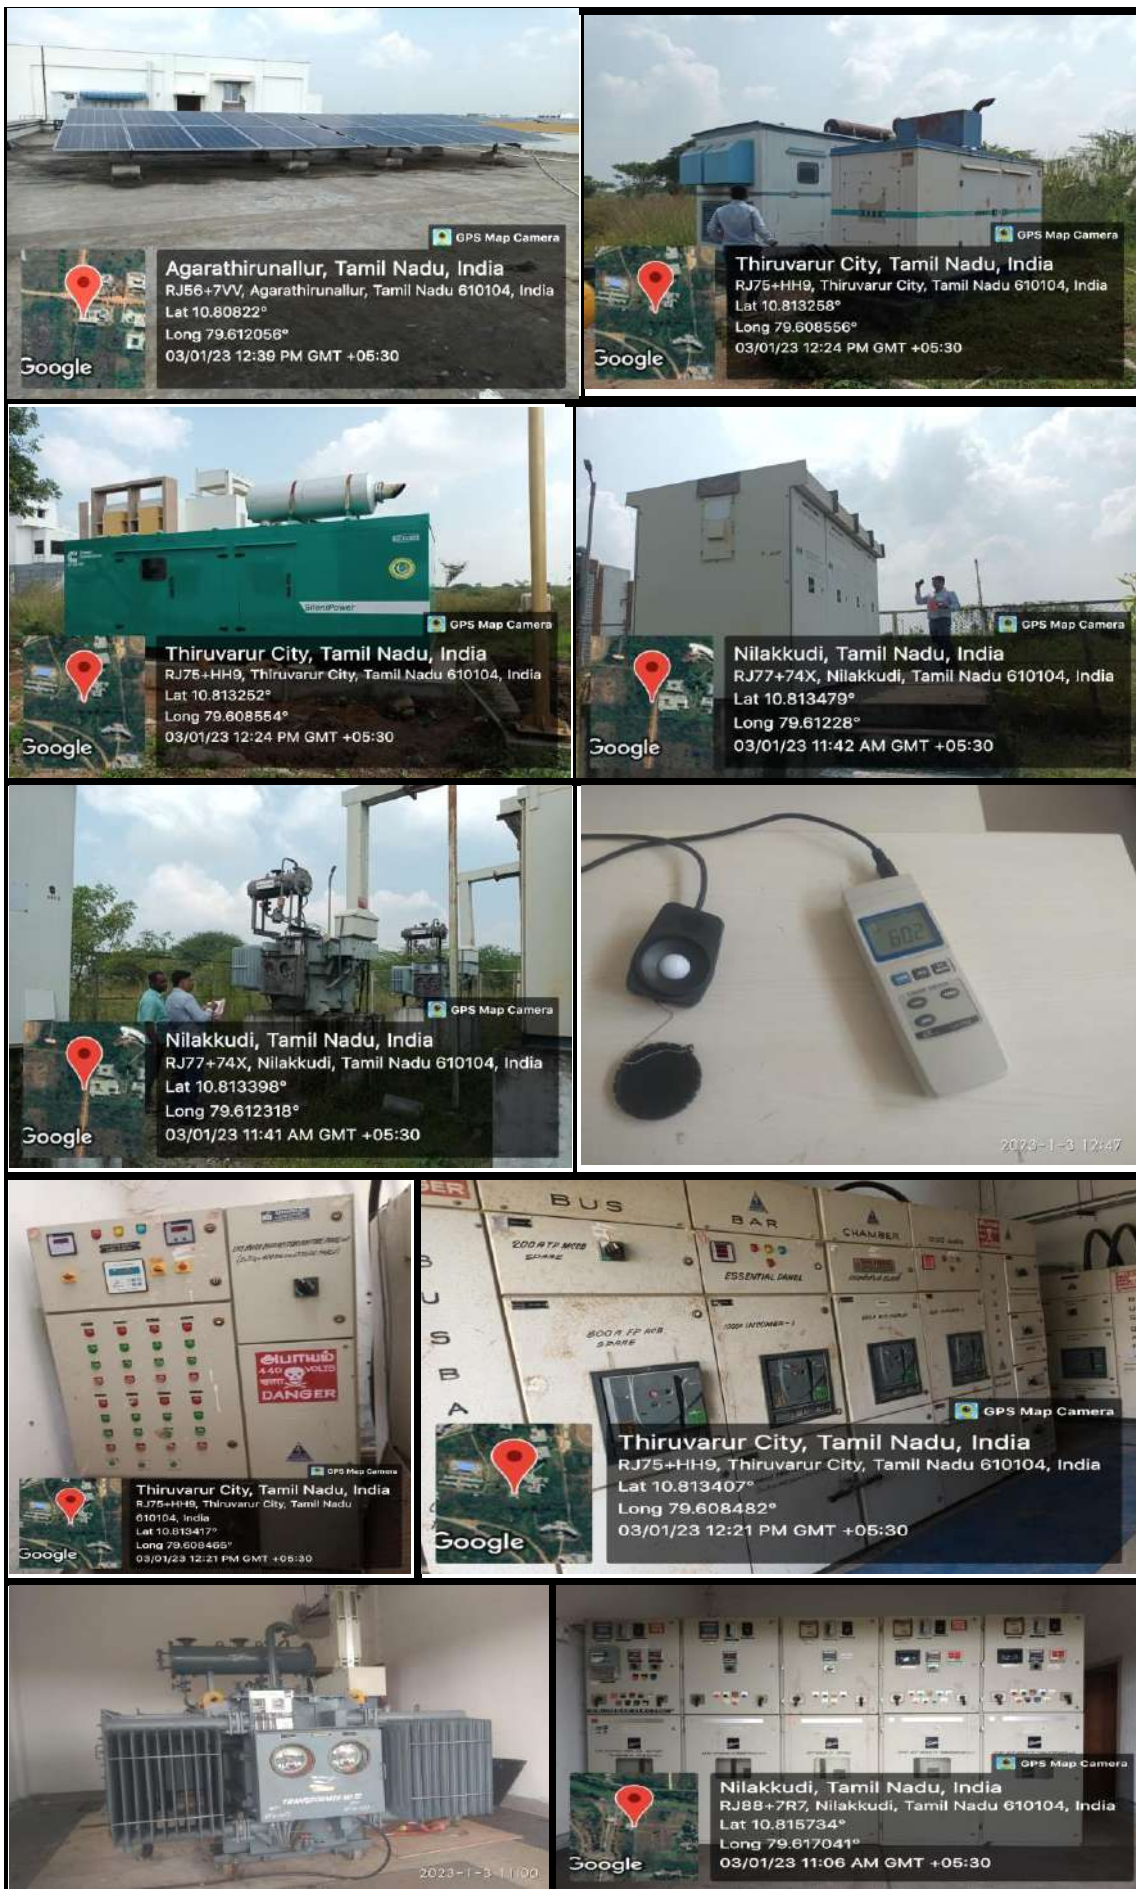 GPS Map Camera
Agarathirunallur, Tamil Nadu, India
RJ56+7VV, Agarathirunallur, Tamil Nadu 610104, India
Lat 10.80822°
Long 79.612056°
03/01/23 12:39 PM GMT +05:30
Google
GPS Map Camera
Thiruvarur City, Tamil Nadu, India
RJ75+HH9, Thiruvarur City, Tamil Nadu 610104, India
Lat 10.813258°
Long 79.608556°
03/01/23 12:24 PM GMT +05:30
Google
SilentPower
GPS Map Camera
Thiruvarur City, Tamil Nadu, India
RJ75+HH9, Thiruvarur City, Tamil Nadu 610104, India
Lat 10.813252°
Long 79.608554°
03/01/23 12:24 PM GMT +05:30
Google
GPS Map Camera
Nilakkudi, Tamil Nadu, India
RJ77+74X, Nilakkudi, Tamil Nadu 610104, India
Lat 10.813479°
Long 79.61228°
03/01/23 11:42 AM GMT +05:30
Google
GPS Map Camera
Nilakkudi, Tamil Nadu, India
RJ77+74X, Nilakkudi, Tamil Nadu 610104, India
Lat 10.813398°
Long 79.612318°
03/01/23 11:41 AM GMT +05:30
Google
602
2023-1-3 12:47
அபாயம்
440 VOLTS
DANGER
GPS Map Camera
Thiruvarur City, Tamil Nadu, India
RJ75+HH9, Thiruvarur City, Tamil Nadu
610104, India
Lat 10.813417°
Long 79.608465°
03/01/23 12:21 PM GMT +05:30
Google
BUS
BAR
CHAMBER
200A TP MCCB
SPARE
ESSENTIAL PANEL
800A FP ACB
SPARE
BUSBA
GPS Map Camera
Thiruvarur City, Tamil Nadu, India
RJ75+HH9, Thiruvarur City, Tamil Nadu 610104, India
Lat 10.813407°
Long 79.608482°
03/01/23 12:21 PM GMT +05:30
Google
TRANSFORMER NO
2023-1-3 11:00
GPS Map Camera
Nilakkudi, Tamil Nadu, India
RJ88+7R7, Nilakkudi, Tamil Nadu 610104, India
Lat 10.815734°
Long 79.617041°
03/01/23 11:06 AM GMT +05:30
Google